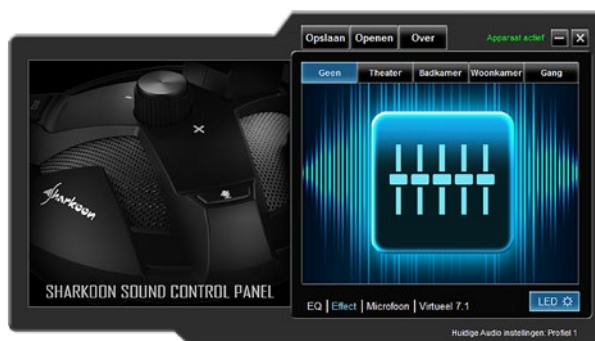 Opslaan Openen Over Apparaat actief
Geen Theater Badkamer Woonkamer Gang
Sharkoon
SHARKOON SOUND CONTROL PANEL
EQ | Effect | Microfoon | Virtueel 7.1
LED
Huidige Audio instellingen: Profiel 1